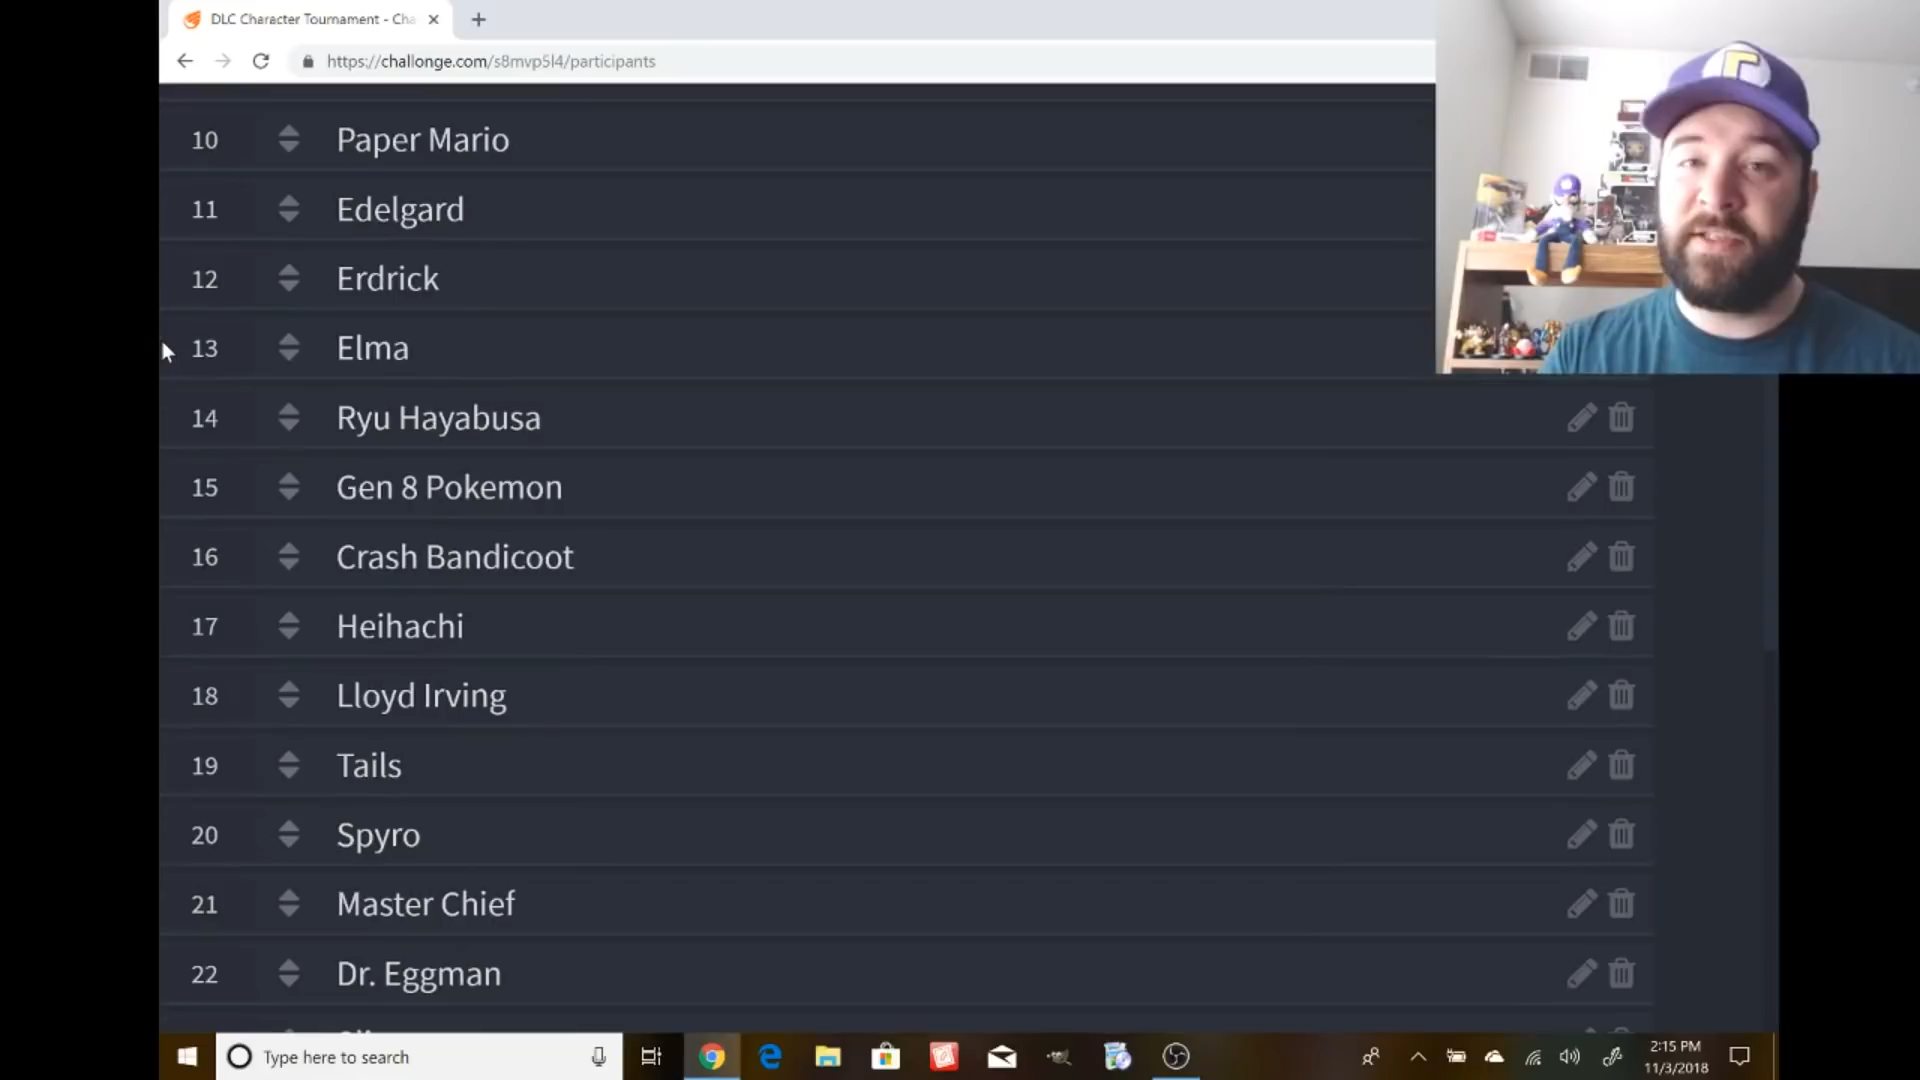 DLC Character Tournament - Cha
https://challonge.com/s8mvp5l4/participants
10 Paper Mario
11 Edelgard
12 Erdrick
13 Elma
14 Ryu Hayabusa
15 Gen 8 Pokemon
16 Crash Bandicoot
17 Heihachi
18 Lloyd Irving
19 Tails
20 Spyro
21 Master Chief
22 Dr. Eggman
Type here to search
2:15 PM
11/3/2018